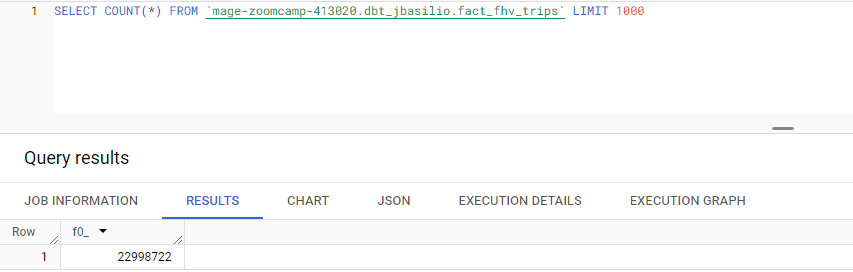 1 SELECT COUNT(*) FROM `mage-zoomcamp-413020.dbt_jbasilio.fact_fhv_trips` LIMIT 1000
Query results
JOB INFORMATION RESULTS CHART JSON EXECUTION DETAILS EXECUTION GRAPH
Row f0_
1 22998722